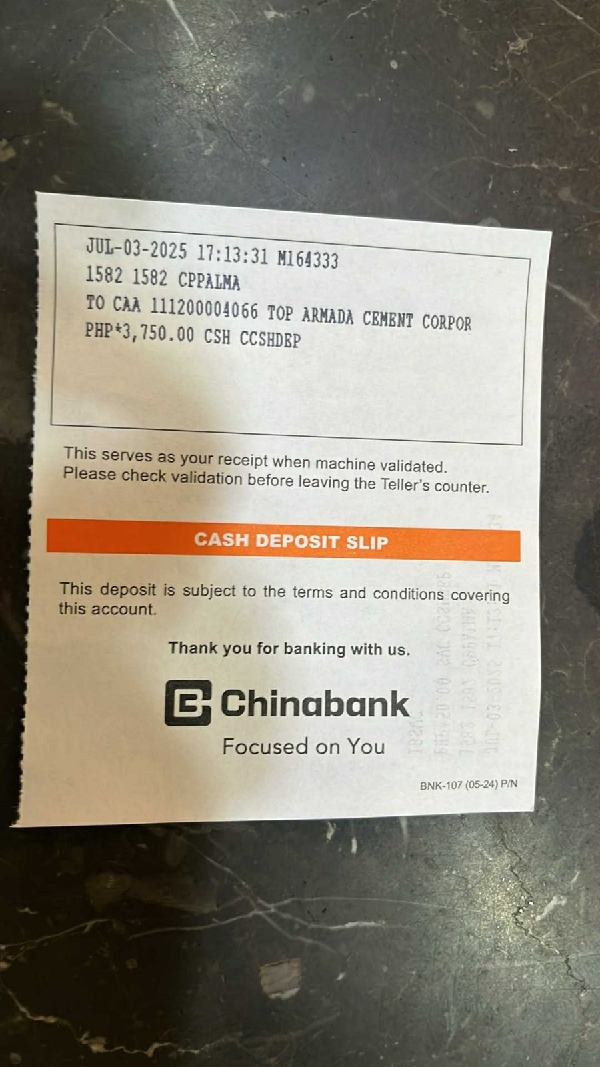 JUL-03-2025 17:13:31 M164333
1582 1582 CPPALMA
TO CAA 111200004066 TOP ARMADA CEMENT CORPOR
PHP*3,750.00 CSH CCSHDEP
This serves as your receipt when machine validated.
Please check validation before leaving the Teller's counter.
CASH DEPOSIT SLIP
This deposit is subject to the terms and conditions covering
this account.
Thank you for banking with us.
Chinabank
Focused on You
BNK-107 (05-24) P/N